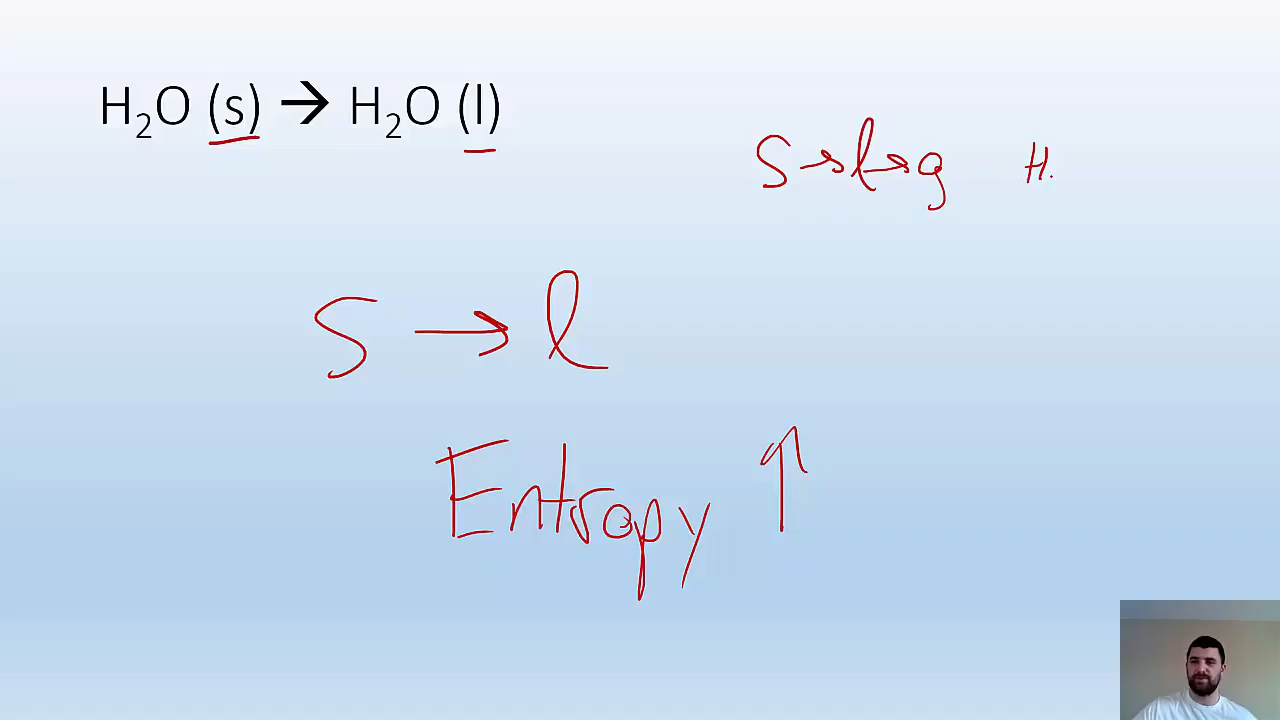 H₂O (s) → H₂O (l)
S→l→g H.
S → l
Entropy ↑